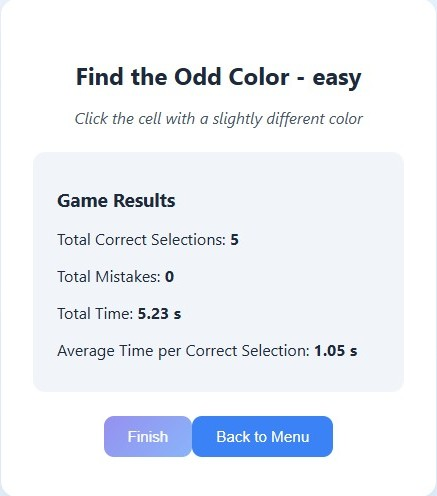 Find the Odd Color - easy
Click the cell with a slightly different color
Game Results
Total Correct Selections: 5
Total Mistakes: 0
Total Time: 5.23 s
Average Time per Correct Selection: 1.05 s
Finish Back to Menu